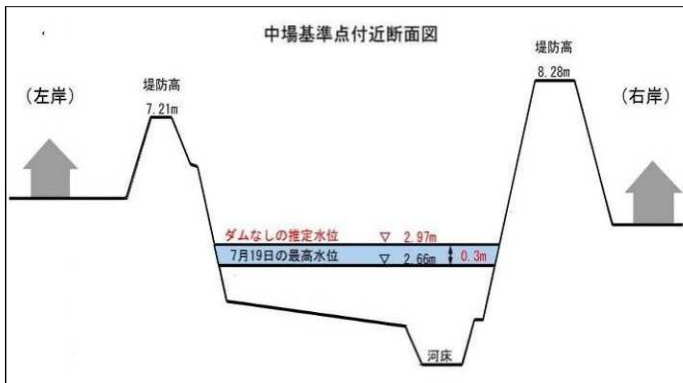 中場基準点付近断面図
堤防高
8.28m
(左岸)
堤防高
7.21m
(右岸)
ダムなしの推定水位 ▽ 2.97m
7月19日の最高水位 ▽ 2.66m
0.3m
河床